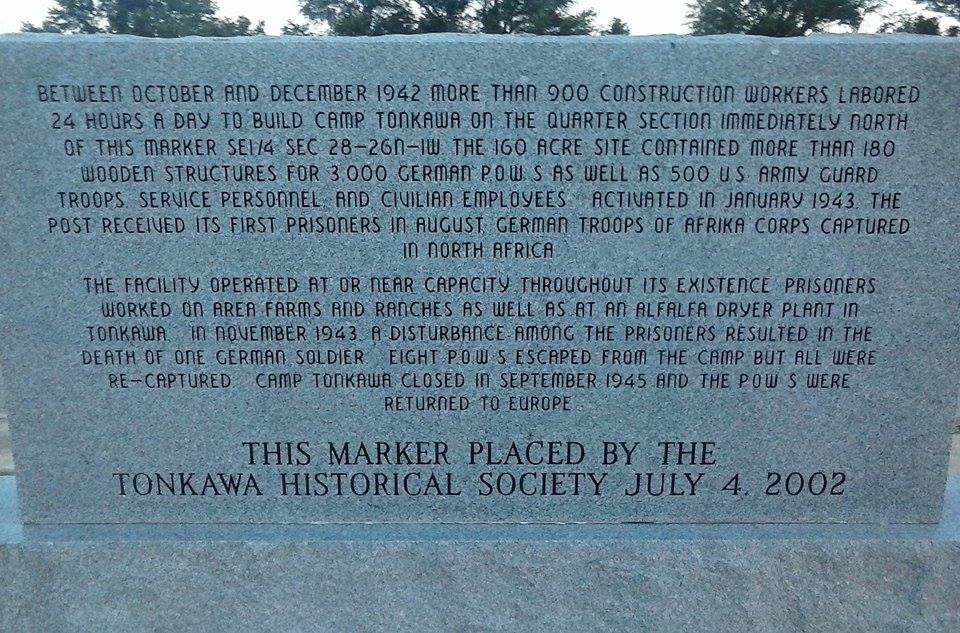 BETWEEN OCTOBER AND DECEMBER 1942 MORE THAN 900 CONSTRUCTION WORKERS LABORED
24 HOURS A DAY TO BUILD CAMP TONKAWA ON THE QUARTER SECTION IMMEDIATELY NORTH
OF THIS MARKER SE1/4 SEC 28-26N-1W. THE 160 ACRE SITE CONTAINED MORE THAN 180
WOODEN STRUCTURES FOR 3,000 GERMAN P.O.W.'S AS WELL AS 500 U.S. ARMY GUARD
TROOPS, SERVICE PERSONNEL, AND CIVILIAN EMPLOYEES. ACTIVATED IN JANUARY 1943, THE
POST RECEIVED ITS FIRST PRISONERS IN AUGUST, GERMAN TROOPS OF AFRIKA CORPS CAPTURED
IN NORTH AFRICA.
THE FACILITY OPERATED AT OR NEAR CAPACITY THROUGHOUT ITS EXISTENCE. PRISONERS
WORKED ON AREA FARMS AND RANCHES AS WELL AS AT AN ALFALFA DRYER PLANT IN
TONKAWA. IN NOVEMBER 1943, A DISTURBANCE AMONG THE PRISONERS RESULTED IN THE
DEATH OF ONE GERMAN SOLDIER. EIGHT P.O.W.'S ESCAPED FROM THE CAMP BUT ALL WERE
RE-CAPTURED. CAMP TONKAWA CLOSED IN SEPTEMBER 1945 AND THE P.O.W.'S WERE
RETURNED TO EUROPE.
THIS MARKER PLACED BY THE
TONKAWA HISTORICAL SOCIETY JULY 4, 2002